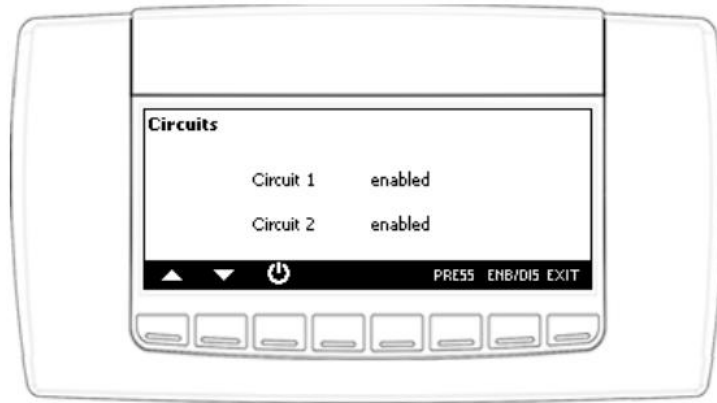 Circuits
Circuit 1 enabled
Circuit 2 enabled
PRESS ENB/DIS EXIT